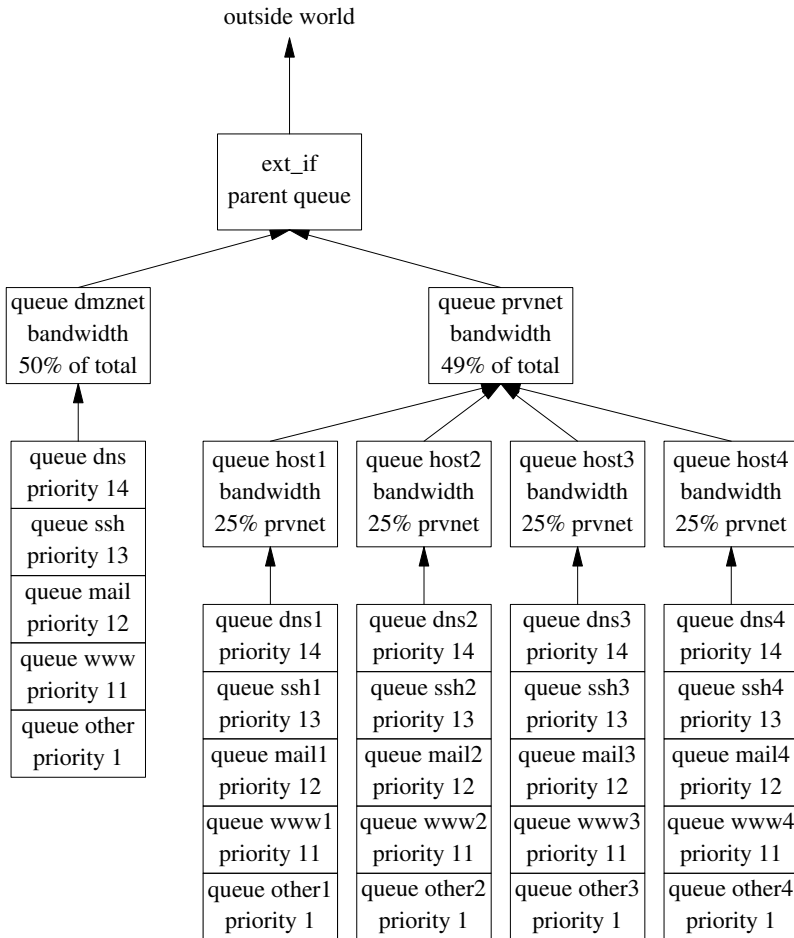 outside world
ext_if
parent queue
queue dmznet
bandwidth
50% of total
queue prvnet
bandwidth
49% of total
queue dns
priority 14
queue ssh
priority 13
queue mail
priority 12
queue www
priority 11
queue other
priority 1
queue host1
bandwidth
25% prvnet
queue host2
bandwidth
25% prvnet
queue host3
bandwidth
25% prvnet
queue host4
bandwidth
25% prvnet
queue dns1
priority 14
queue ssh1
priority 13
queue mail1
priority 12
queue www1
priority 11
queue other1
priority 1
queue dns2
priority 14
queue ssh2
priority 13
queue mail2
priority 12
queue www2
priority 11
queue other2
priority 1
queue dns3
priority 14
queue ssh3
priority 13
queue mail3
priority 12
queue www3
priority 11
queue other3
priority 1
queue dns4
priority 14
queue ssh4
priority 13
queue mail4
priority 12
queue www4
priority 11
queue other4
priority 1